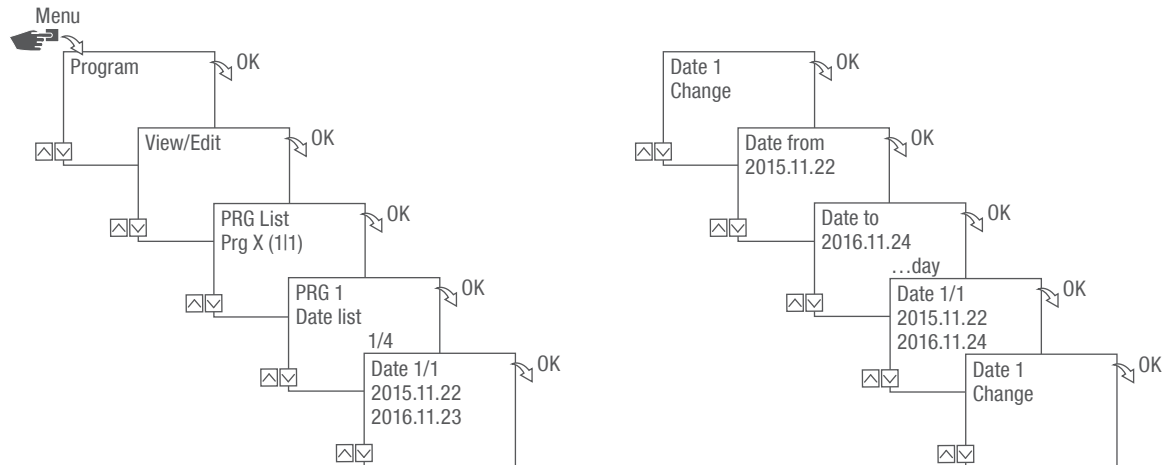 Menu
Program
OK
View/Edit
OK
PRG List
Prg X (1|1)
OK
PRG 1
Date list
OK
1/4
Date 1/1
2015.11.22
2016.11.23
OK
Date 1
Change
OK
Date from
2015.11.22
OK
Date to
2016.11.24
OK
...day
Date 1/1
2015.11.22
2016.11.24
OK
Date 1
Change
OK